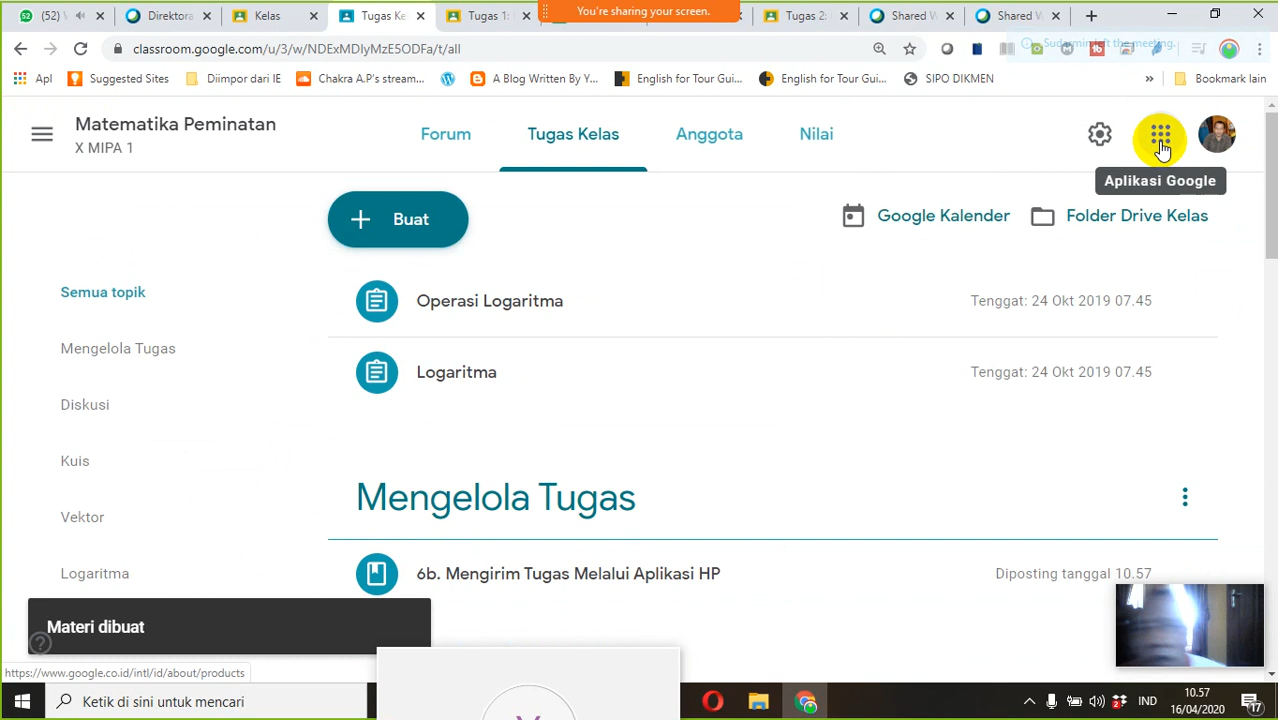 You're sharing your screen.
(52) V
Direktora
Kelas
Tugas Ke
Tugas 1:
Tugas 2:
Shared W
Shared W
classroom.google.com/u/3/w/NDExMDIyMzE5ODFa/t/all
Sudarmin left the meeting.
Apl
Suggested Sites
Diimpor dari IE
Chakra A.P's stream...
A Blog Written By Y...
English for Tour Gui...
English for Tour Gui...
SIPO DIKMEN
»
Bookmark lain
Matematika Peminatan
X MIPA 1
Forum
Tugas Kelas
Anggota
Nilai
Aplikasi Google
Buat
Google Kalender
Folder Drive Kelas
Semua topik
Mengelola Tugas
Diskusi
Kuis
Vektor
Logaritma
Operasi Logaritma
Tenggat: 24 Okt 2019 07.45
Logaritma
Tenggat: 24 Okt 2019 07.45
Mengelola Tugas
6b. Mengirim Tugas Melalui Aplikasi HP
Diposting tanggal 10.57
Materi dibuat
https://www.google.co.id/intl/id/about/products
Ketik di sini untuk mencari
IND
10.57
16/04/2020
17